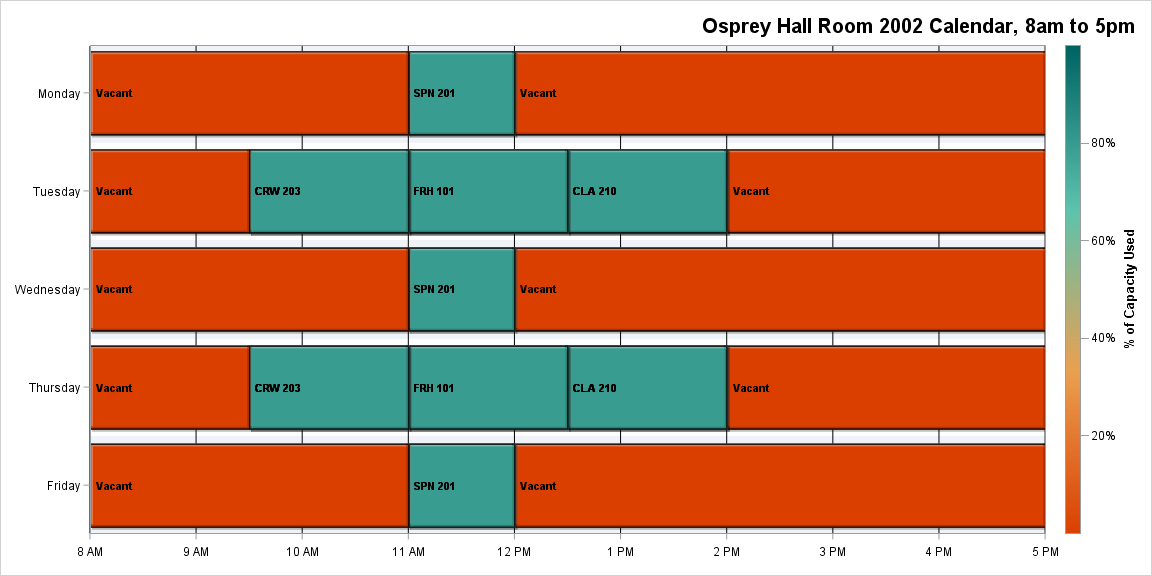 Osprey Hall Room 2002 Calendar, 8am to 5pm
Monday
Vacant
SPN 201
Vacant
Tuesday
Vacant
CRW 203
FRH 101
CLA 210
Vacant
Wednesday
Vacant
SPN 201
Vacant
Thursday
Vacant
CRW 203
FRH 101
CLA 210
Vacant
Friday
Vacant
SPN 201
Vacant
8 AM
9 AM
10 AM
11 AM
12 PM
1 PM
2 PM
3 PM
4 PM
5 PM
80%
60%
40%
20%
% of Capacity Used